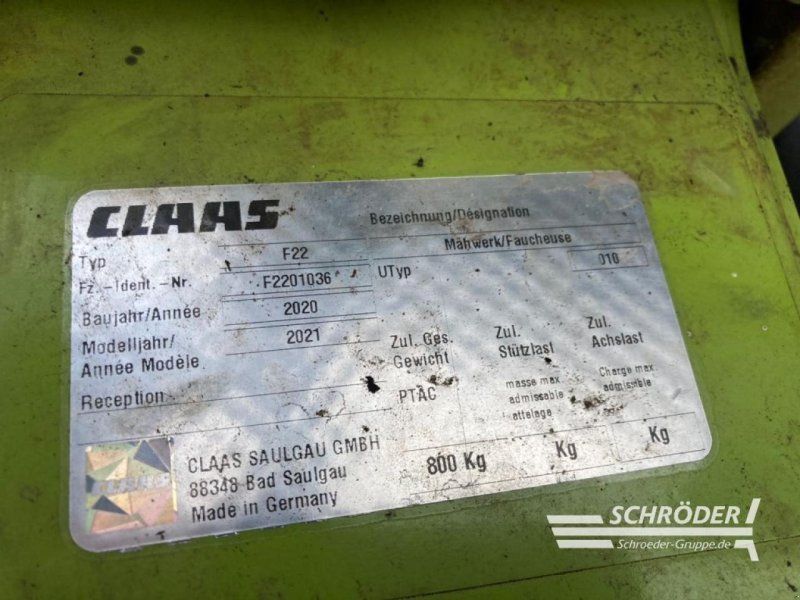 CLAAS
Bezeichnung/Désignation
Mähwerk/Faucheuse
Typ F22
Fz.-Ident.-Nr. F2201036 UTyp 010
Baujahr/Année 2020
Modelljahr/ 2021
Année Modèle
Zul. Ges. Zul. Zul.
Gewicht Stützlast Achslast
Reception PTAC masse max Charge max
admissable admissible
attelage
800 Kg Kg Kg
CLAAS
CLAAS SAULGAU GMBH
88348 Bad Saulgau
Made in Germany
SCHRÖDER
Schroeder-Gruppe.de